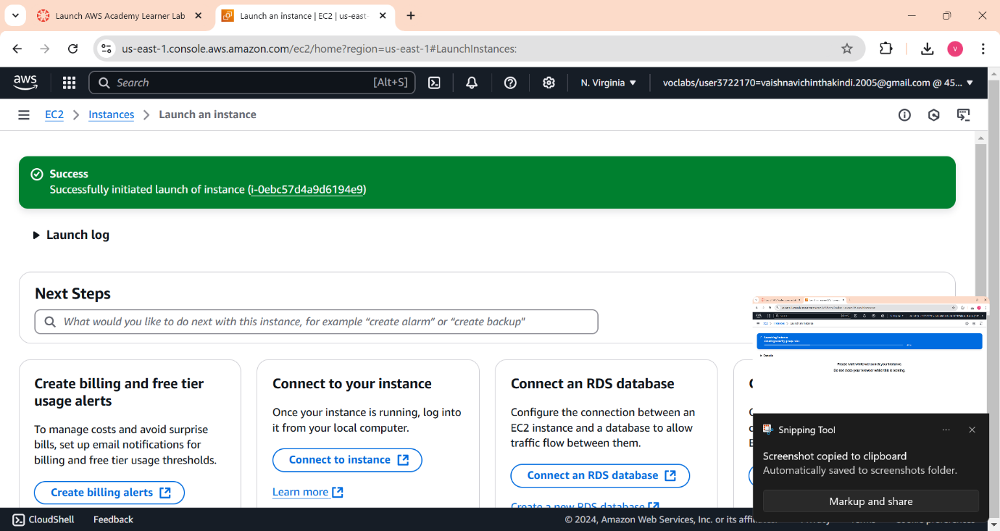 Launch AWS Academy Learner Lab
Launch an instance | EC2 | us-east-
us-east-1.console.aws.amazon.com/ec2/home?region=us-east-1#LaunchInstances:
V
aws
Search
[Alt+S]
N. Virginia
voclabs/user3722170=vaishnavichinthakindi.2005@gmail.com @ 45...
EC2
Instances
Launch an instance
Success
Successfully initiated launch of instance (i-0ebc57d4a9d6194e9)
Launch log
Next Steps
What would you like to do next with this instance, for example “create alarm” or “create backup”
Create billing and free tier
usage alerts
To manage costs and avoid surprise
bills, set up email notifications for
billing and free tier usage thresholds.
Create billing alerts
Connect to your instance
Once your instance is running, log into
it from your local computer.
Connect to instance
Learn more
Connect an RDS database
Configure the connection between an
EC2 instance and a database to allow
traffic flow between them.
Connect an RDS database
Create a new RDS database
Please wait while we launch your instance.
Do not close your browser while this is loading.
Snipping Tool
Screenshot copied to clipboard
Automatically saved to screenshots folder.
Markup and share
CloudShell
Feedback
© 2024, Amazon Web Services, Inc. or its